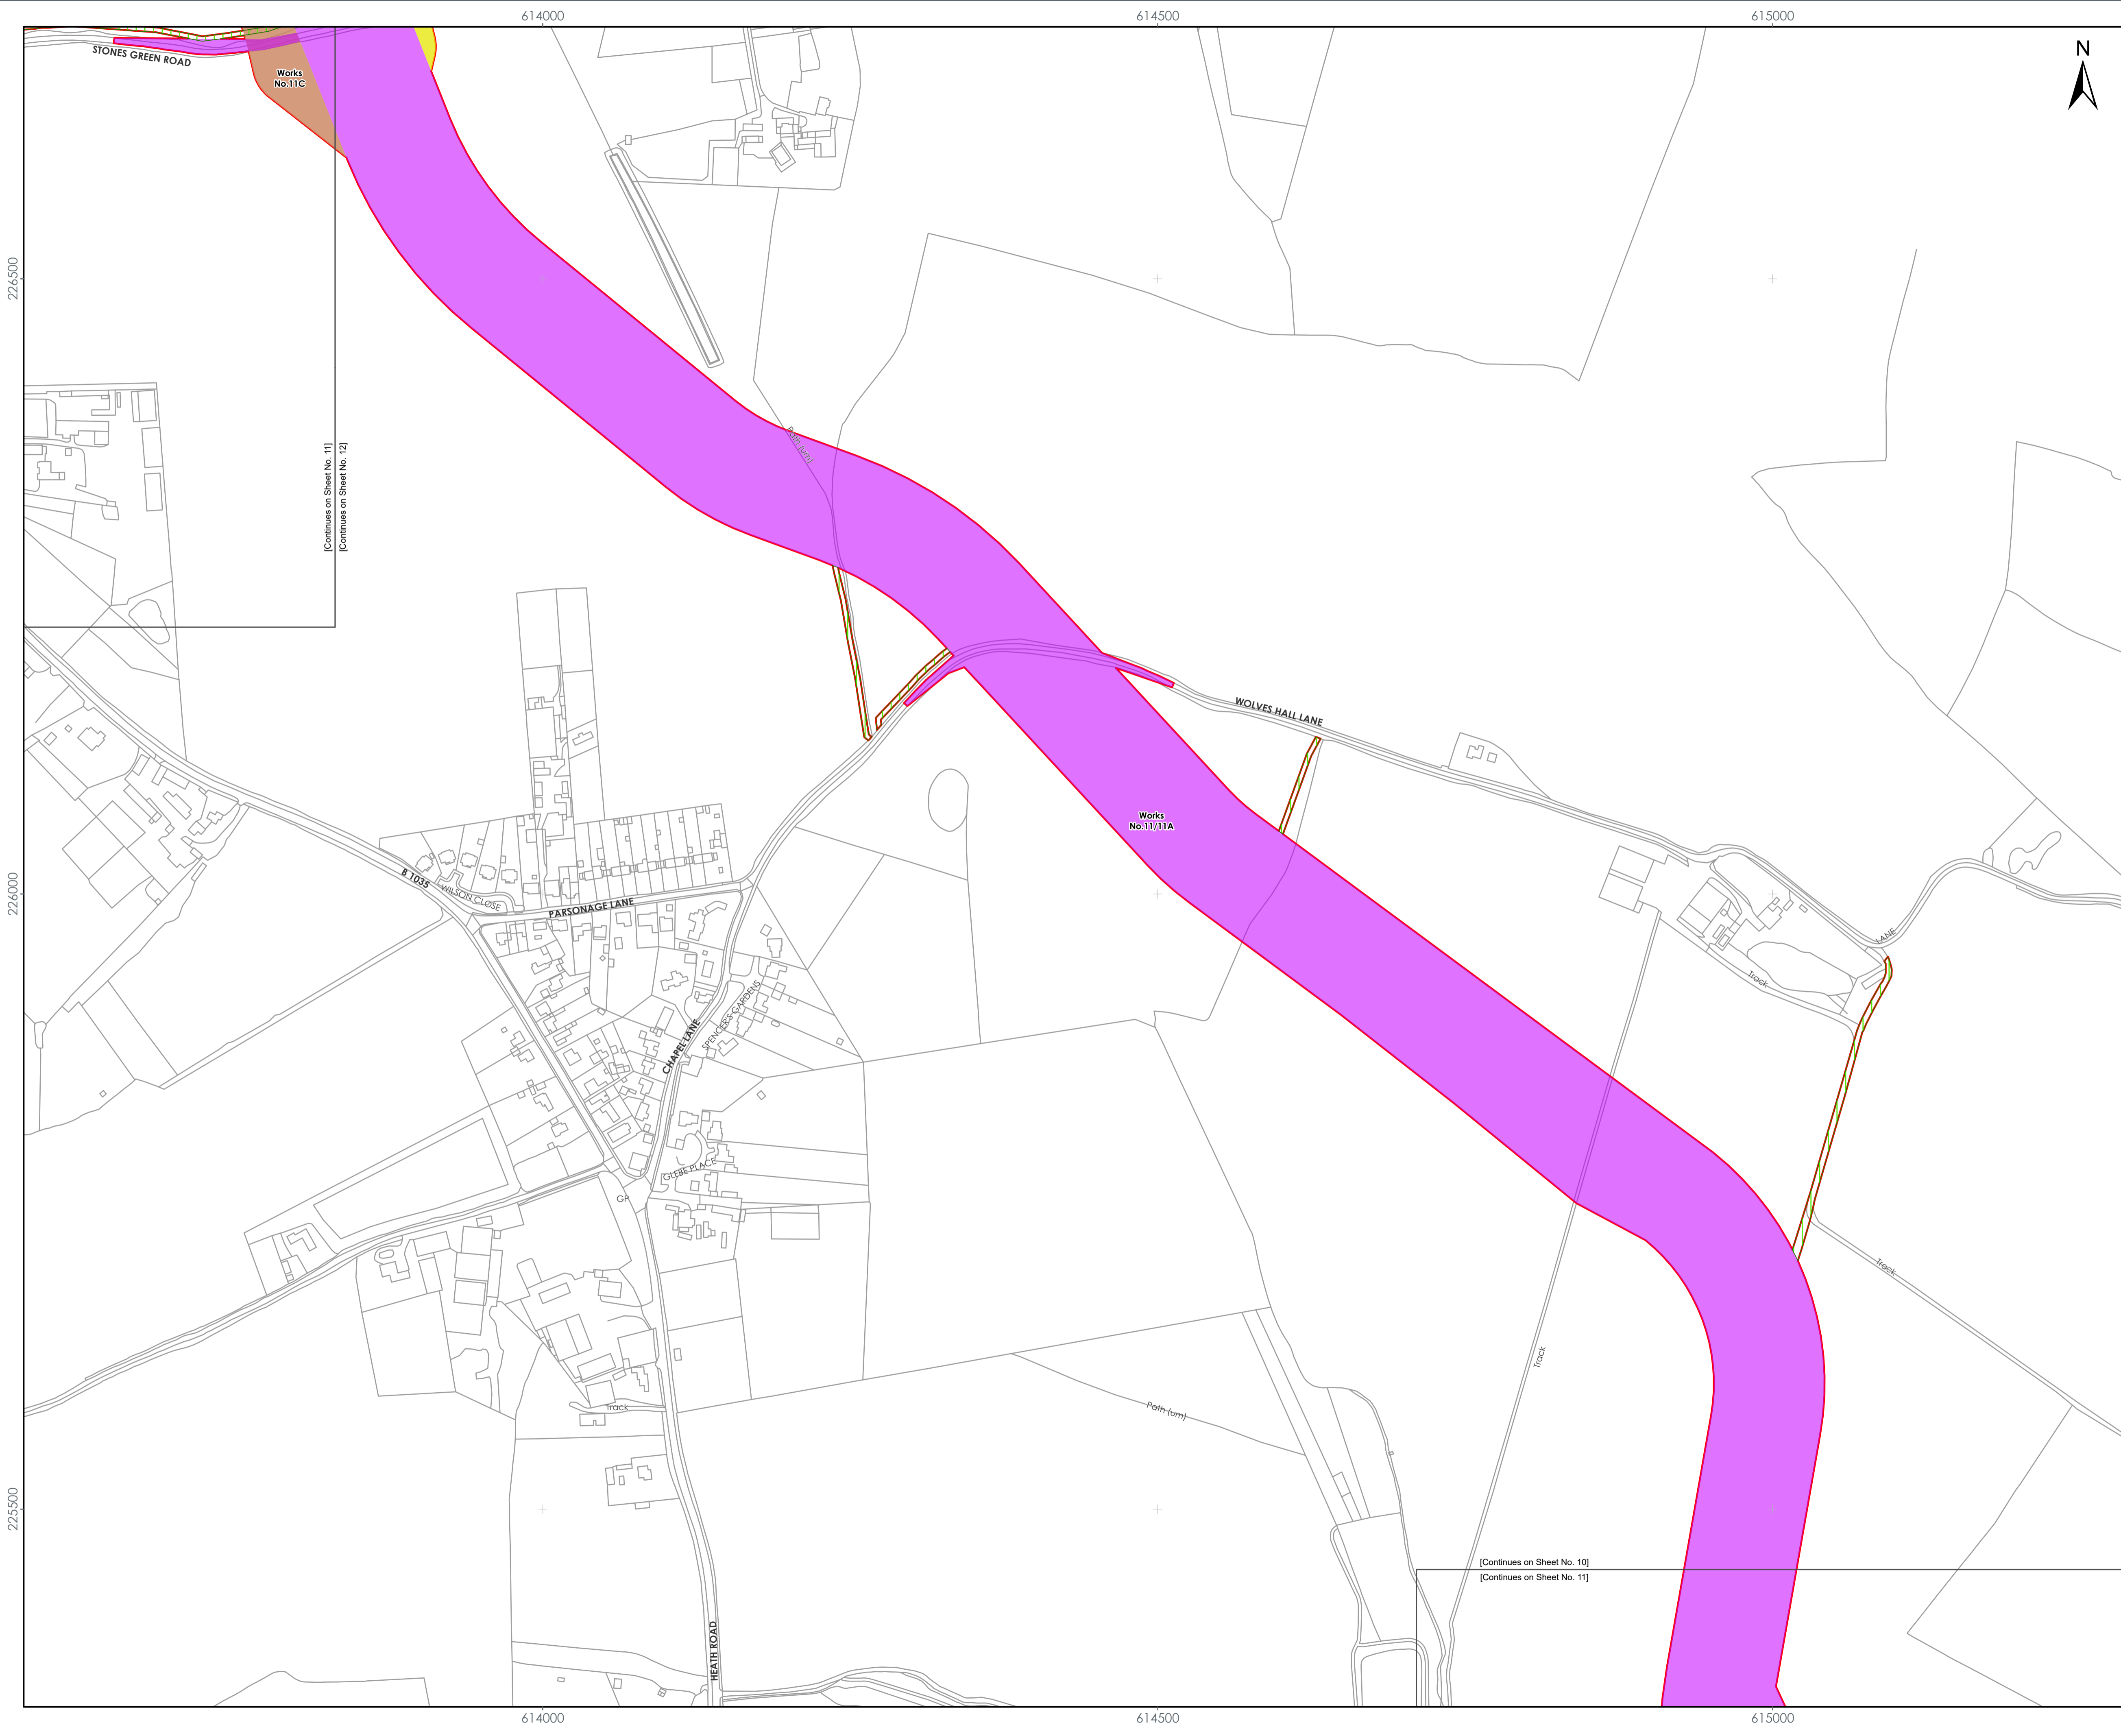 614000
614500
615000
N
STONES GREEN ROAD
Works
No.11C
226500
Path (um)
[Continues on Sheet No. 11]
[Continues on Sheet No. 12]
WOLVES HALL LANE
Works
No.11/11A
226000
B 1035
WILSON CLOSE
PARSONAGE LANE
LANE
Track
CHAPEL LANE
SPENCER'S GARDENS
GLEBE PLACE
GP
Track
Track
Track
Path (um)
225500
[Continues on Sheet No. 10]
[Continues on Sheet No. 11]
HEATH ROAD
614000
614500
615000